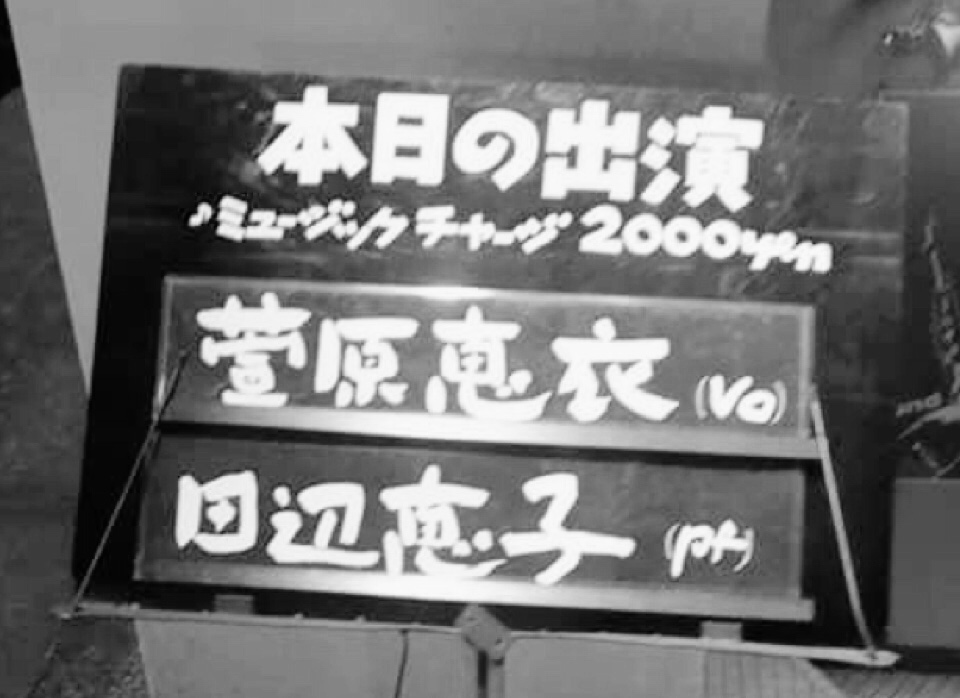 本日の出演
♪ミュージックチャージ 2000yen
萱原恵衣 (Vo)
田辺恵子 (pf)